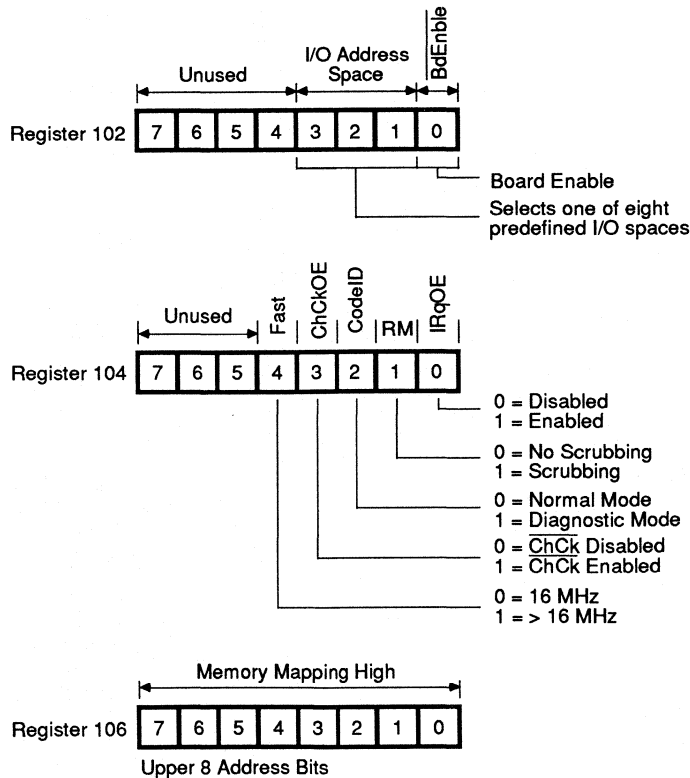 I/O Address
Space
BdEnble
Unused
Register 102
7 6 5 4 3 2 1 0
Board Enable
Selects one of eight
predefined I/O spaces
Unused
Fast
ChCkOE
CodeID
RM
IRqOE
Register 104
7 6 5 4 3 2 1 0
0 = Disabled
1 = Enabled
0 = No Scrubbing
1 = Scrubbing
0 = Normal Mode
1 = Diagnostic Mode
0 = ChCk Disabled
1 = ChCk Enabled
0 = 16 MHz
1 = > 16 MHz
Memory Mapping High
Register 106
7 6 5 4 3 2 1 0
Upper 8 Address Bits